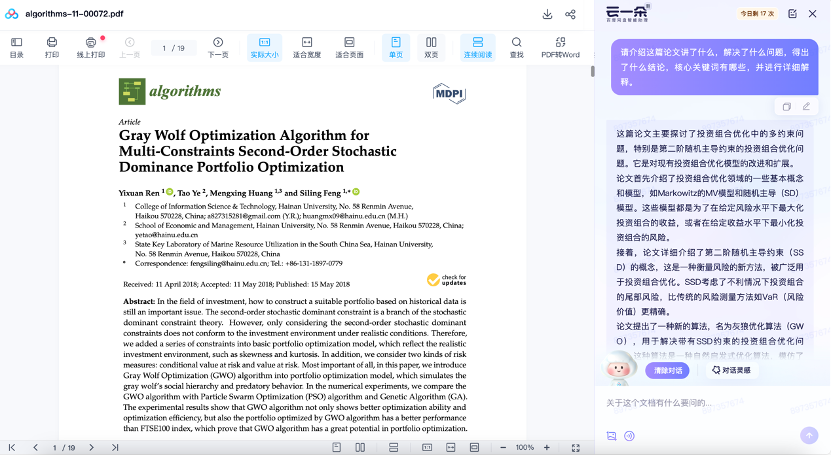 algorithms-11-00072.pdf
目录
打印
线上打印
上一页
1 / 19
下一页
实际大小
适合宽度
适合页面
单页
双页
连续阅读
查找
PDF转Word
algorithms
MDPI
Article
Gray Wolf Optimization Algorithm for
Multi-Constraints Second-Order Stochastic
Dominance Portfolio Optimization
Yixuan Ren 1, Tao Ye 2, Mengxing Huang 1,3 and Siling Feng 1,*
1 College of Information Science & Technology, Hainan University, No. 58 Renmin Avenue,
Haikou 570228, China; a827315281@gmail.com (Y.R.); huangmx09@hainu.edu.cn (M.H.)
2 School of Economic and Management, Hainan University, No. 58 Renmin Avenue, Haikou 570228, China;
yetao@hainu.edu.cn
3 State Key Laboratory of Marine Resource Utilization in the South China Sea, Hainan University,
No. 58 Renmin Avenue, Haikou 570228, China
* Correspondence: fengsiling@hainu.edu.cn; Tel.: +86-131-1897-0779
Received: 11 April 2018; Accepted: 11 May 2018; Published: 15 May 2018
check for
updates
Abstract: In the field of investment, how to construct a suitable portfolio based on historical data is
still an important issue. The second-order stochastic dominant constraint is a branch of the stochastic
dominant constraint theory. However, only considering the second-order stochastic dominant
constraints does not conform to the investment environment under realistic conditions. Therefore,
we added a series of constraints into basic portfolio optimization model, which reflect the realistic
investment environment, such as skewness and kurtosis. In addition, we consider two kinds of risk
measures: conditional value at risk and value at risk. Most important of all, in this paper, we introduce
Gray Wolf Optimization (GWO) algorithm into portfolio optimization model, which simulates the
gray wolf's social hierarchy and predatory behavior. In the numerical experiments, we compare the
GWO algorithm with Particle Swarm Optimization (PSO) algorithm and Genetic Algorithm (GA).
The experimental results show that GWO algorithm not only shows better optimization ability and
optimization efficiency, but also the portfolio optimized by GWO algorithm has a better performance
than FTSE100 index, which prove that GWO algorithm has a great potential in portfolio optimization.
1 / 19
100%
云一朵
今日剩 17 次
请介绍这篇论文讲了什么，解决了什么问题，得出
了什么结论，核心关键词有哪些，并进行详细解
释。
这篇论文主要探讨了投资组合优化中的多约束问
题，特别是第二阶随机主导约束的投资组合优化问
题。它是对现有投资组合优化模型的改进和扩展。
论文首先介绍了投资组合优化领域的一些基本概念
和模型，如Markowitz的MV模型和随机主导（SD）
模型。这些模型都是为了在给定风险水平下最大化
投资组合的收益，或者在给定收益水平下最小化投
资组合的风险。
接着，论文详细介绍了第二阶随机主导约束（SS
D）的概念，这是一种衡量风险的新方法，被广泛用
于投资组合优化。SSD考虑了不利情况下投资组合
的尾部风险，比传统的风险测量方法如VaR（风险
价值）更精确。
论文提出了一种新的算法，名为灰狼优化算法（GW
O），用于解决带有SSD约束的投资组合优化问
清除对话
对话灵感
关于这个文档有什么要问的...